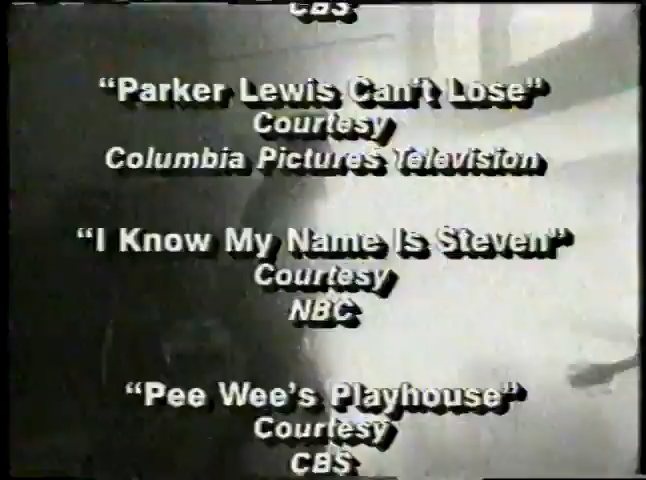 CBS
“Parker Lewis Can't Lose”
Courtesy
Columbia Pictures Television
“I Know My Name Is Steven”
Courtesy
NBC
“Pee Wee's Playhouse”
Courtesy
CBS